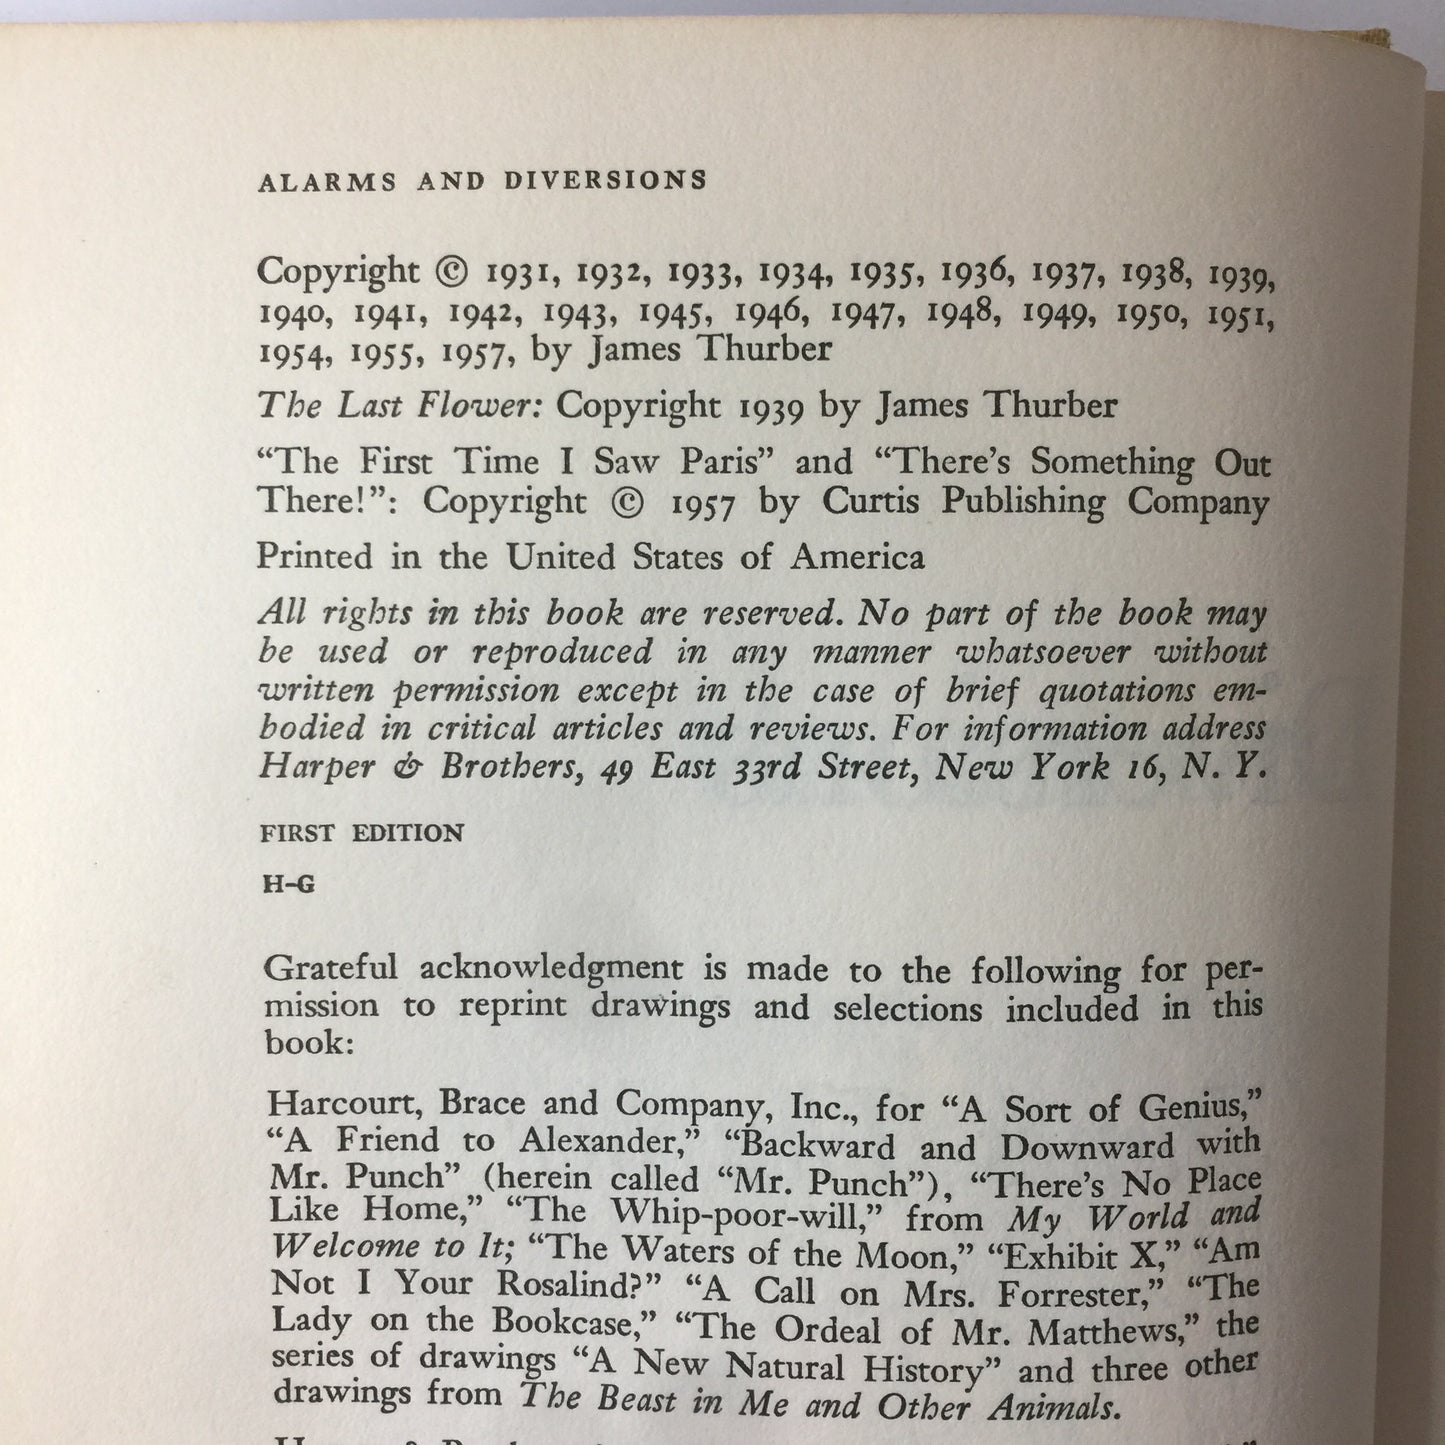 ALARMS AND DIVERSIONS
Copyright © 1931, 1932, 1933, 1934, 1935, 1936, 1937, 1938, 1939,
1940, 1941, 1942, 1943, 1945, 1946, 1947, 1948, 1949, 1950, 1951,
1954, 1955, 1957, by James Thurber
The Last Flower: Copyright 1939 by James Thurber
“The First Time I Saw Paris” and “There’s Something Out
There!”: Copyright © 1957 by Curtis Publishing Company
Printed in the United States of America
All rights in this book are reserved. No part of the book may
be used or reproduced in any manner whatsoever without
written permission except in the case of brief quotations em-
bodied in critical articles and reviews. For information address
Harper & Brothers, 49 East 33rd Street, New York 16, N. Y.
FIRST EDITION
H–G
Grateful acknowledgment is made to the following for per-
mission to reprint drawings and selections included in this
book:
Harcourt, Brace and Company, Inc., for “A Sort of Genius,”
“A Friend to Alexander,” “Backward and Downward with
Mr. Punch” (herein called “Mr. Punch”), “There’s No Place
Like Home,” “The Whip-poor-will,” from My World and
Welcome to It; “The Waters of the Moon,” “Exhibit X,” “Am
Not I Your Rosalind?” “A Call on Mrs. Forrester,” “The
Lady on the Bookcase,” “The Ordeal of Mr. Matthews,” the
series of drawings “A New Natural History” and three other
drawings from The Beast in Me and Other Animals.